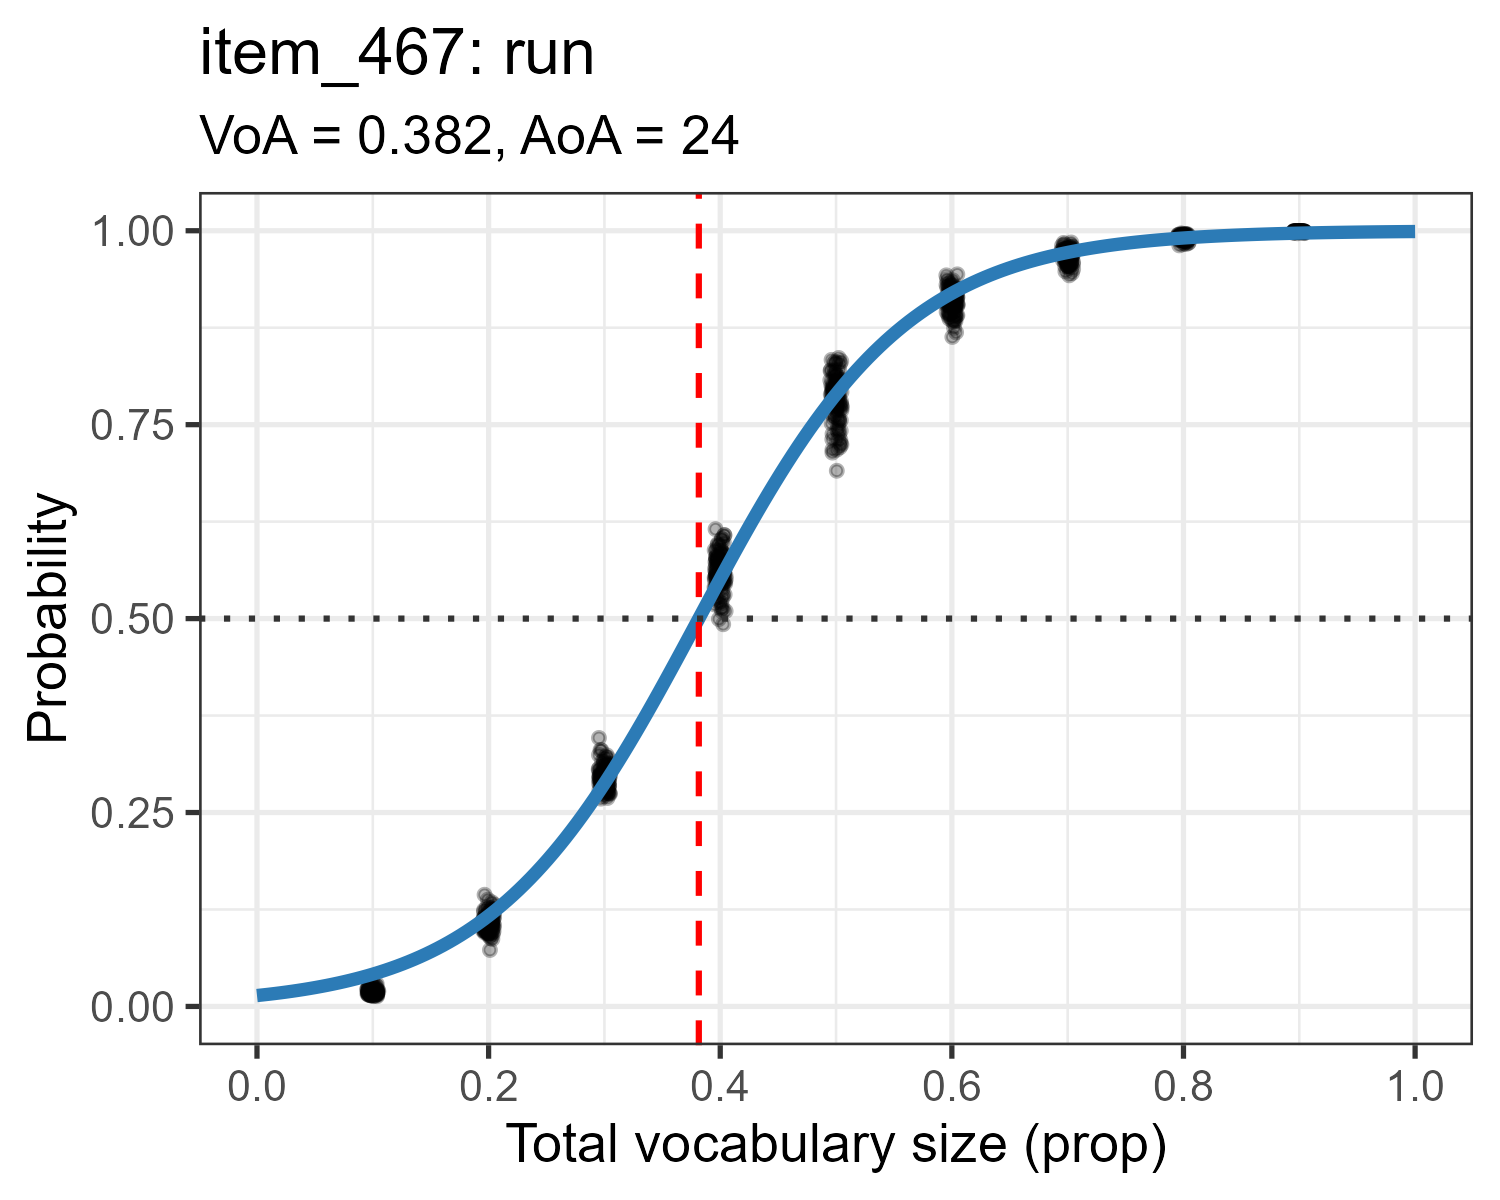 item_467: run
VoA = 0.382, AoA = 24
1.00
0.75
0.50
0.25
0.00
Probability
0.0 0.2 0.4 0.6 0.8 1.0
Total vocabulary size (prop)